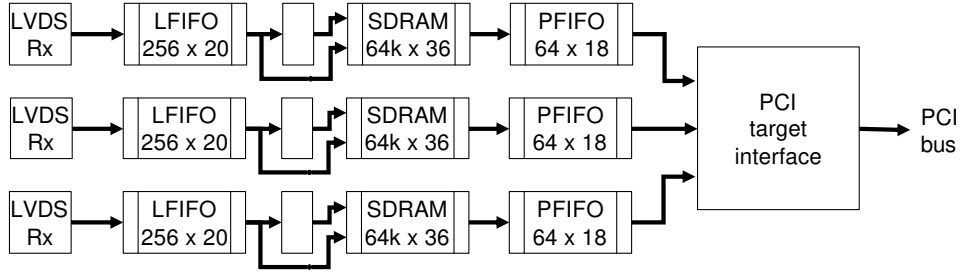 LVDS
Rx
LFIFO
256 x 20
SDRAM
64k x 36
PFIFO
64 x 18
LVDS
Rx
LFIFO
256 x 20
SDRAM
64k x 36
PFIFO
64 x 18
LVDS
Rx
LFIFO
256 x 20
SDRAM
64k x 36
PFIFO
64 x 18
PCI
target
interface
PCI
bus